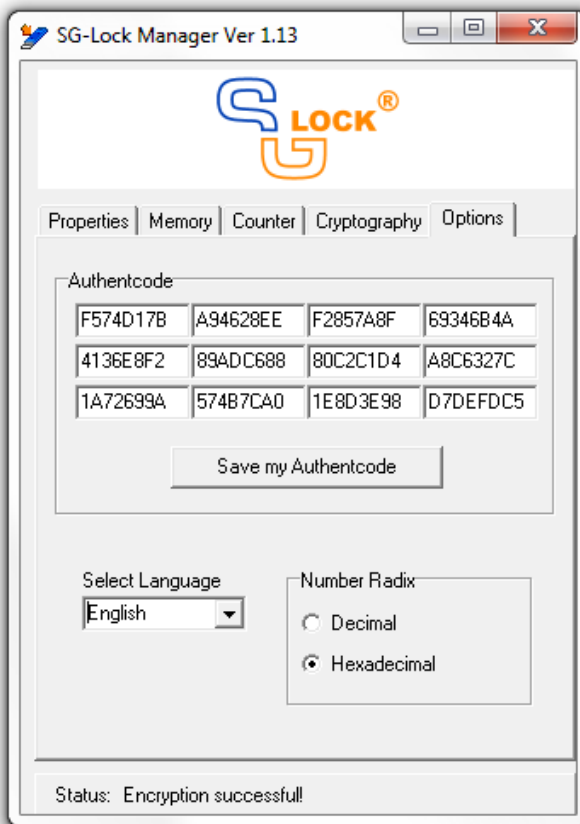 SG-Lock Manager Ver 1.13
SG LOCK®
Properties Memory Counter Cryptography Options
Authentcode
F574D17B A94628EE F2857A8F 69346B4A
4136E8F2 89ADC688 80C2C1D4 A8C6327C
1A72699A 574B7CA0 1E8D3E98 D7DEFDC5
Save my Authentcode
Select Language
English
Number Radix
Decimal
Hexadecimal
Status: Encryption successful!